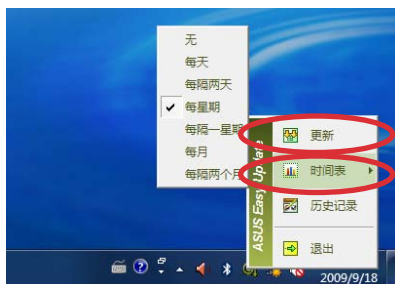 无
每天
每隔两天
每星期
每隔一星期
每月
每隔两个月
ASUS Easy Update
更新
时间表
历史记录
退出
2009/9/18